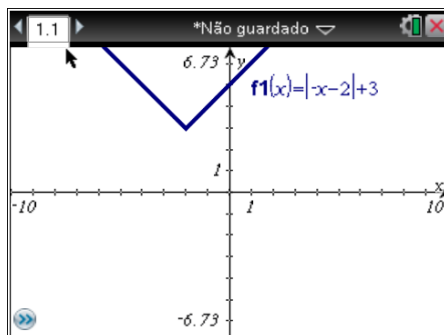 1.1 *Não guardado
6.73 y
f1(x)=|-x-2|+3
1
x
-10 1 10
-6.73